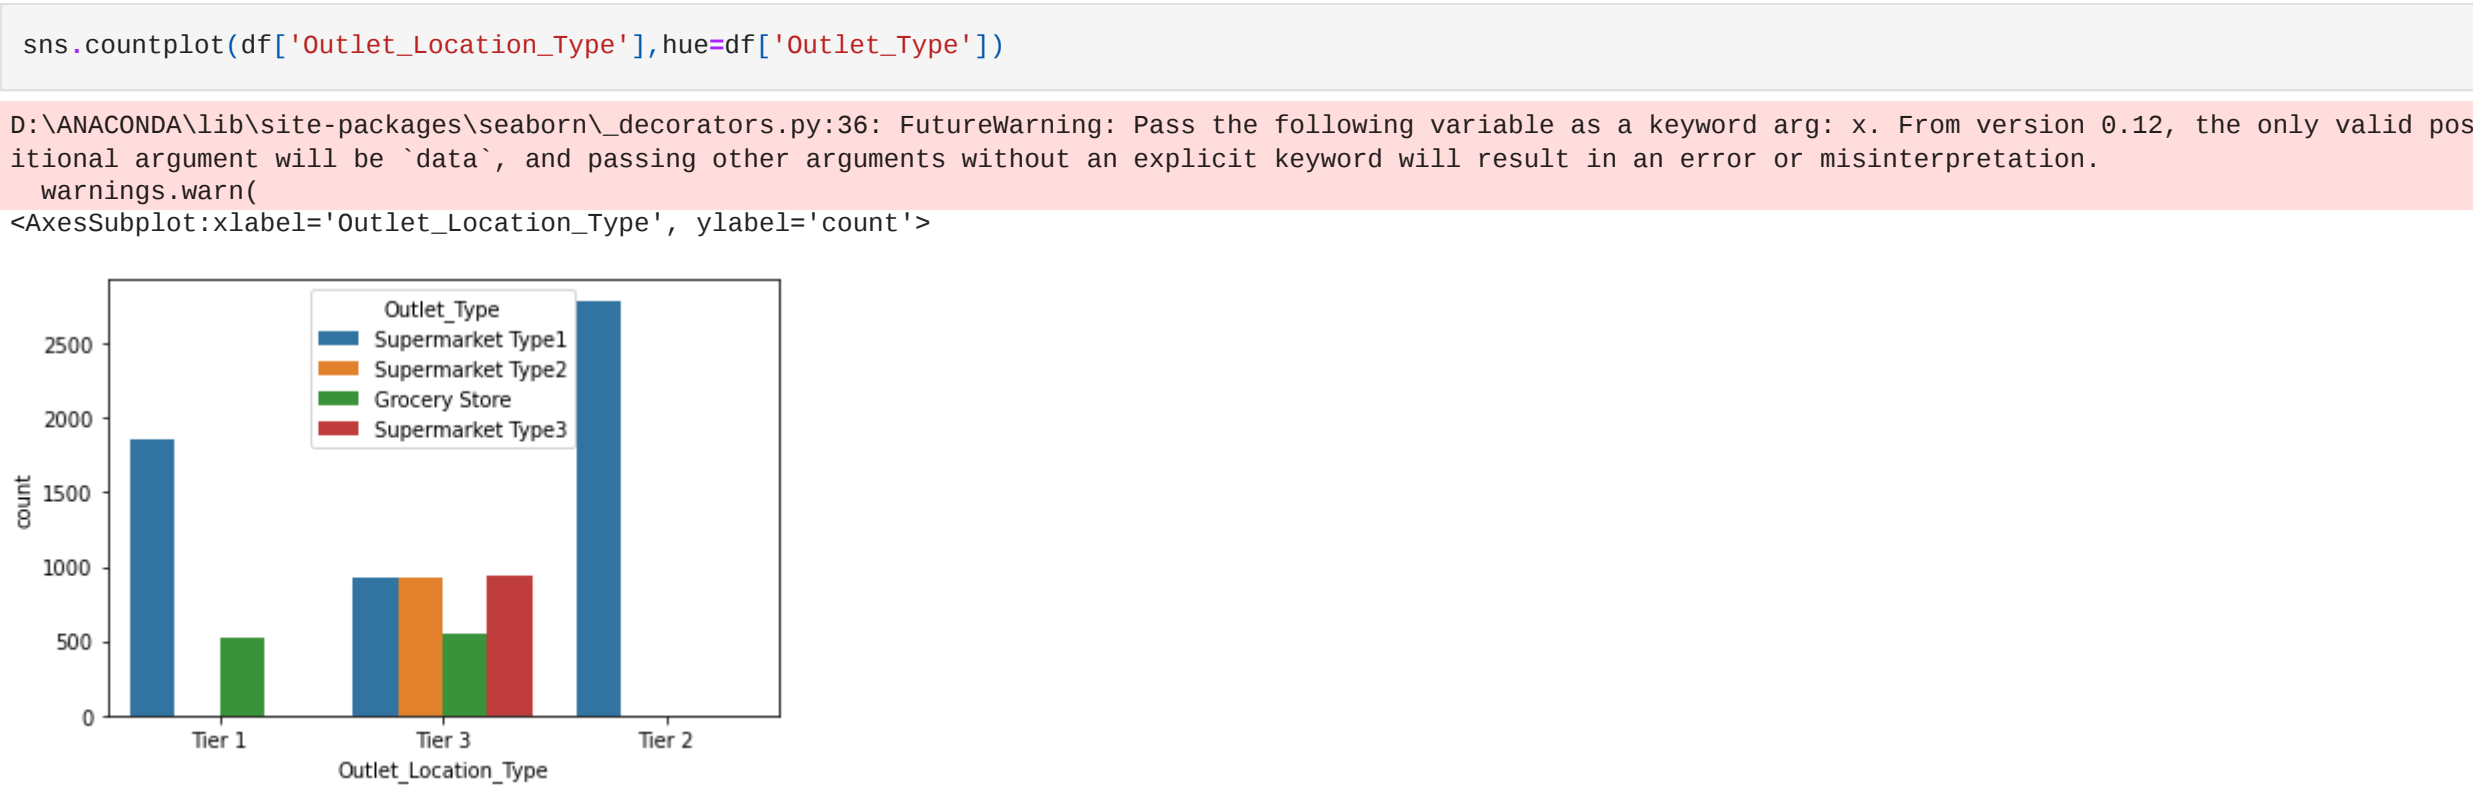 sns.countplot(df['Outlet_Location_Type'],hue=df['Outlet_Type'])
D:\ANACONDA\lib\site-packages\seaborn\_decorators.py:36: FutureWarning: Pass the following variable as a keyword arg: x. From version 0.12, the only valid pos
itional argument will be `data`, and passing other arguments without an explicit keyword will result in an error or misinterpretation.
  warnings.warn(
<AxesSubplot:xlabel='Outlet_Location_Type', ylabel='count'>
Outlet_Type
Supermarket Type1
Supermarket Type2
Grocery Store
Supermarket Type3
2500
2000
1500
1000
500
0
count
Tier 1
Tier 3
Tier 2
Outlet_Location_Type